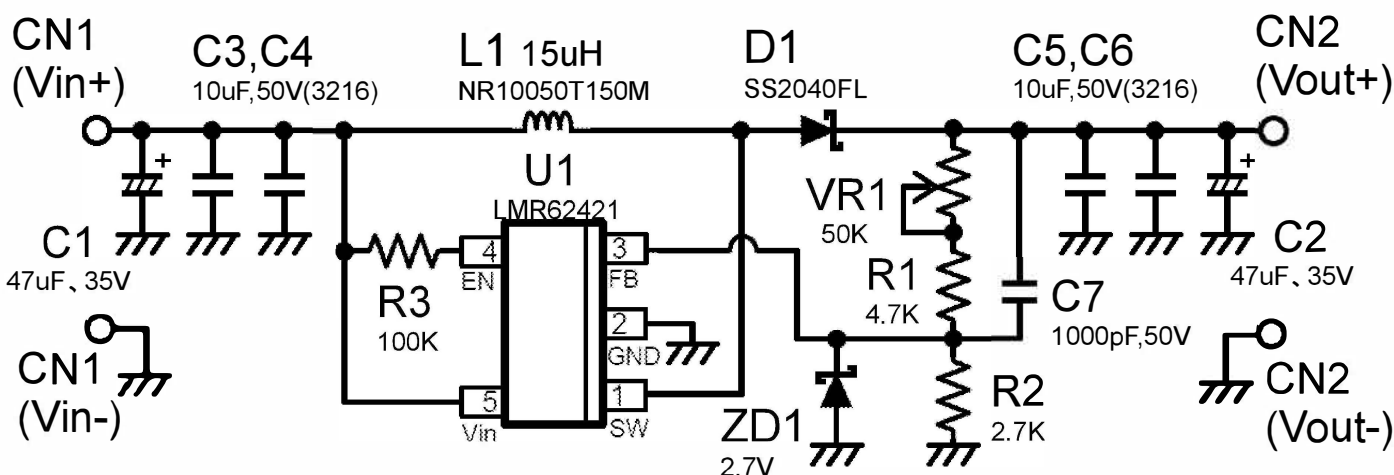 CN1
(Vin+)
C3,C4
10uF,50V(3216)
L1 15uH
NR10050T150M
D1
SS2040FL
C5,C6
10uF,50V(3216)
CN2
(Vout+)
+
C1
47uF、35V
U1
LMR62421
4
EN
3
FB
2
GND
5
Vin
1
SW
R3
100K
VR1
50K
R1
4.7K
C7
1000pF,50V
+
C2
47uF、35V
CN1
(Vin-)
ZD1
2.7V
R2
2.7K
CN2
(Vout-)